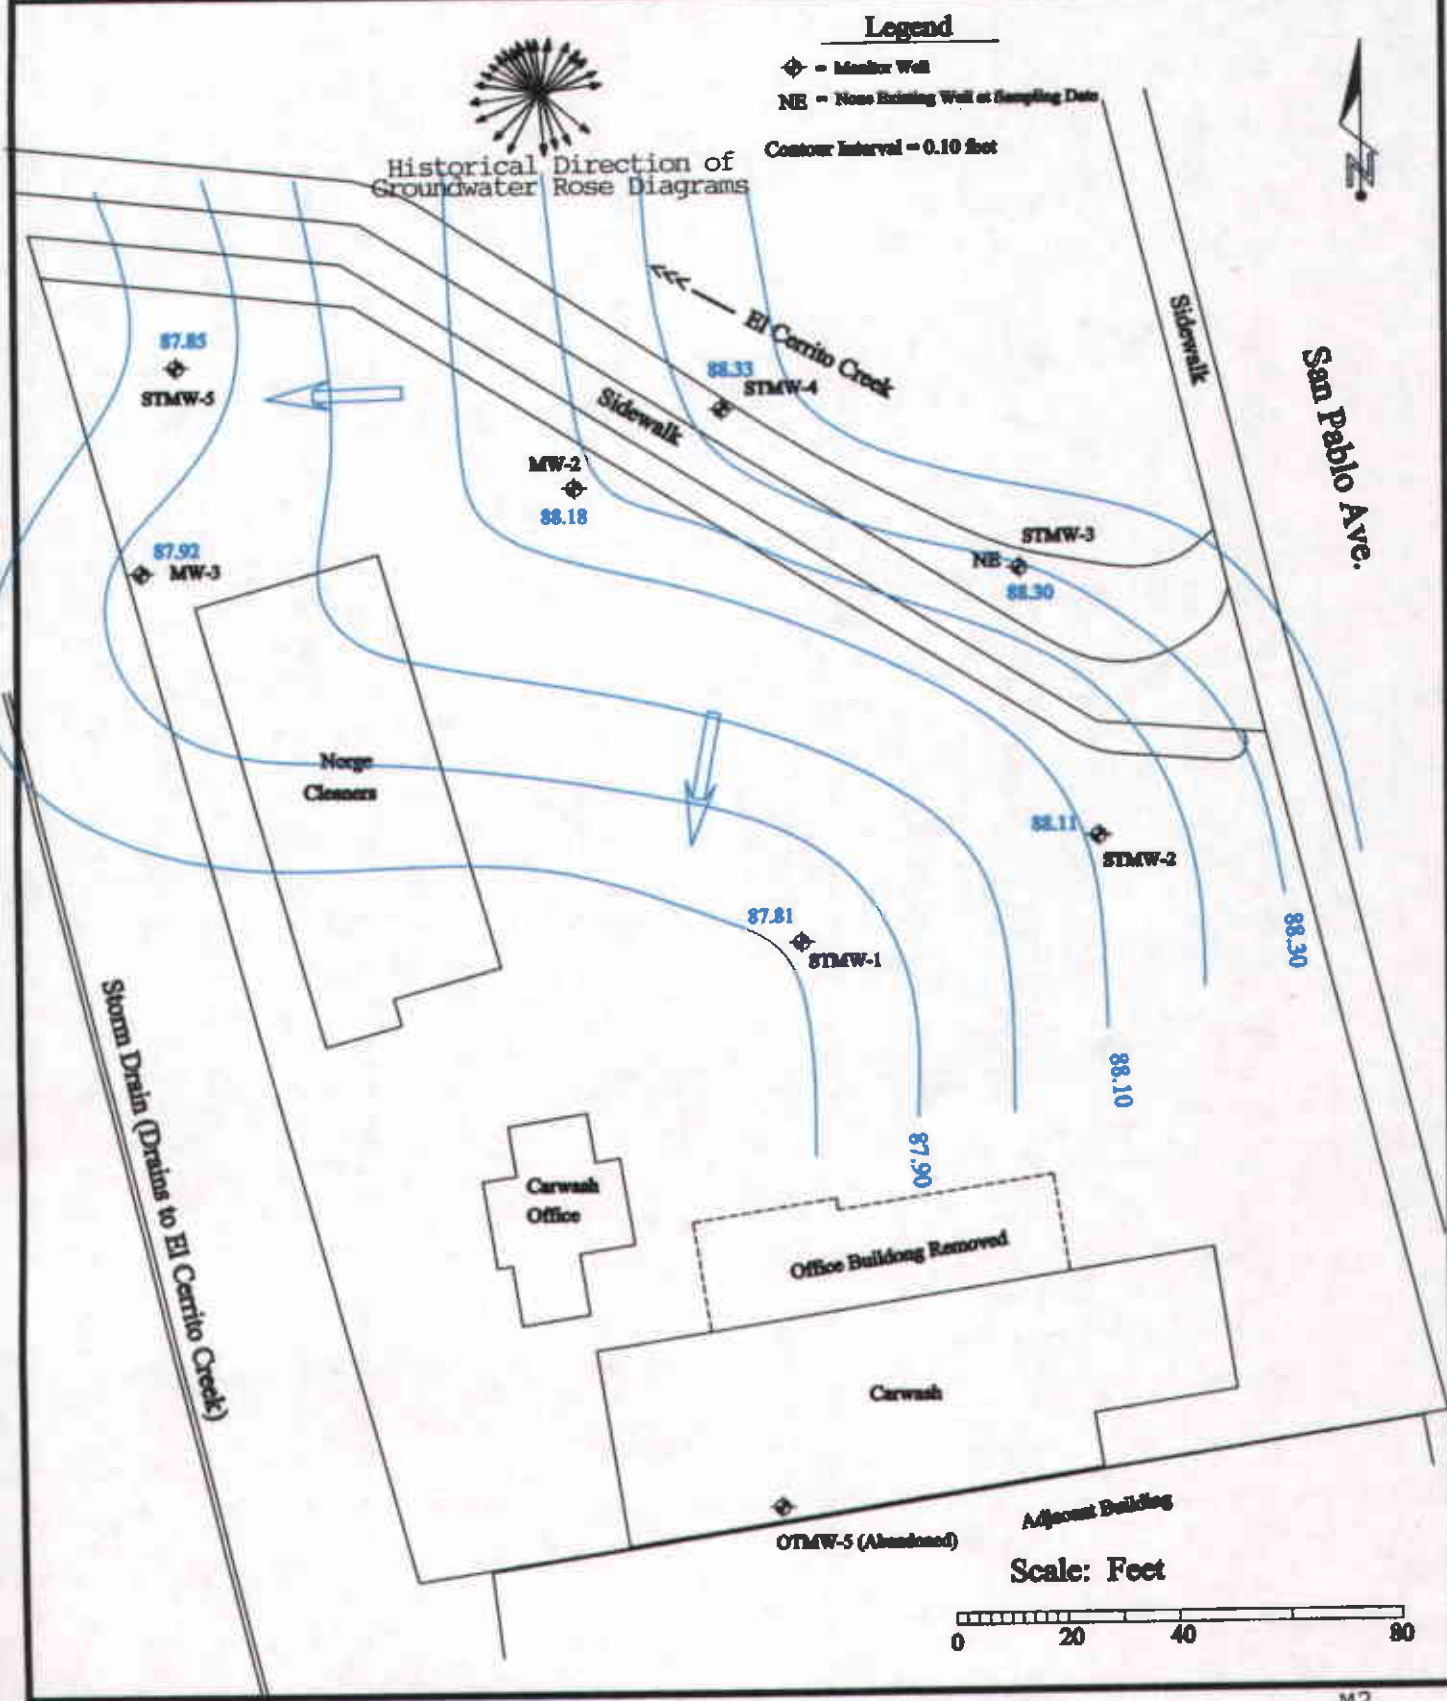 Legend
= Monitor Well
NE = None Existing Well at Sampling Date
Contour Interval = 0.10 feet
N
Historical Direction of
Groundwater Rose Diagrams
<<< El Cerrito Creek
Sidewalk
San Pablo Ave.
87.85
STMW-5
88.33
STMW-4
Sidewalk
MW-2
88.18
STMW-3
NE
88.30
87.92
MW-3
Norge
Cleaners
88.11
STMW-2
87.81
STMW-1
88.30
88.10
87.90
Storm Drain (Drains to El Cerrito Creek)
Carwash
Office
Office Buildong Removed
Carwash
OTMW-5 (Abandoned)
Adjacent Building
Scale: Feet
0 20 40 80